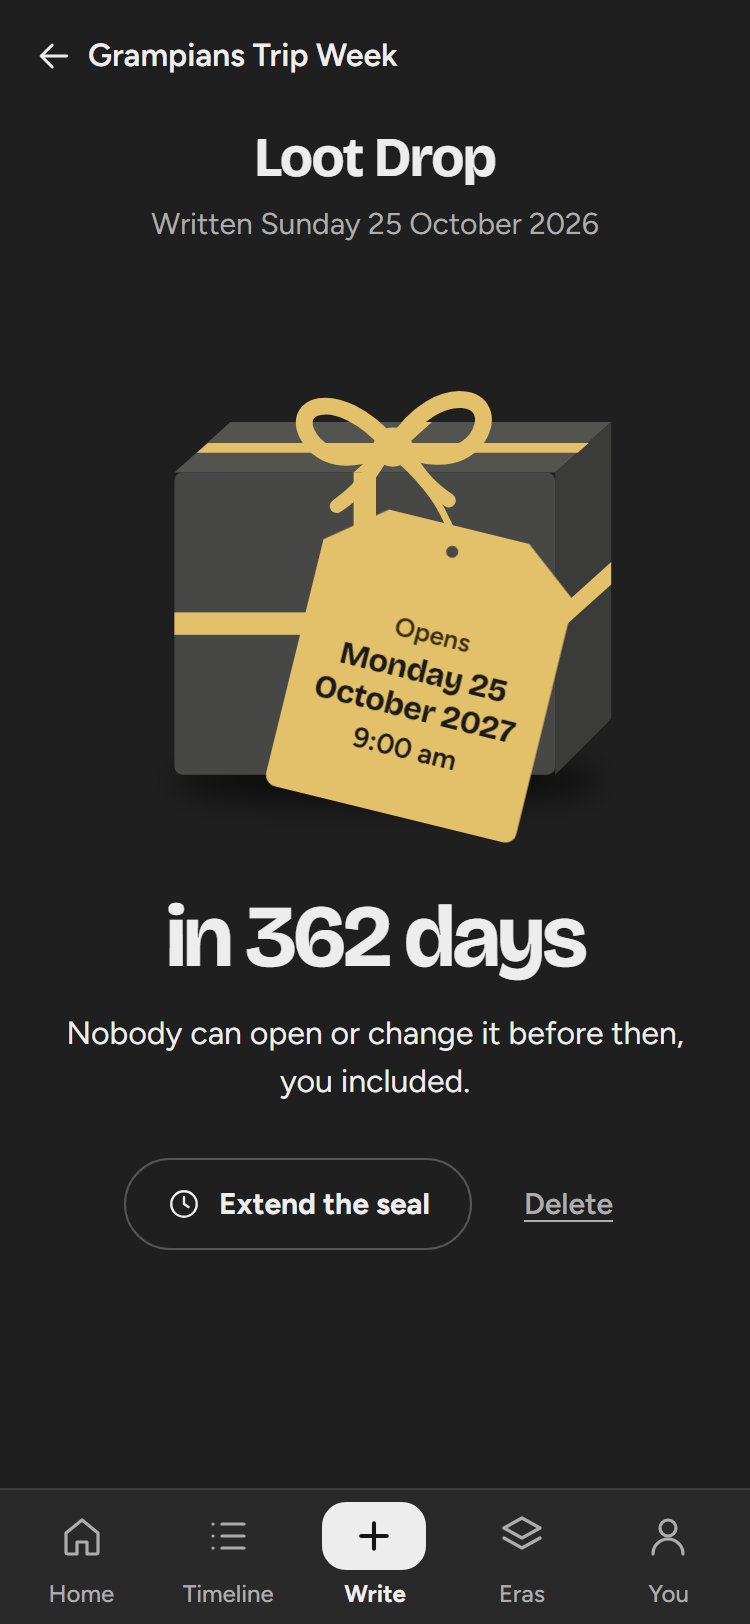 Grampians Trip Week
Loot Drop
Written Sunday 25 October 2026
Opens
Monday 25
October 2027
9:00 am
in 362 days
Nobody can open or change it before then,
you included.
Extend the seal
Delete
Home
Timeline
Write
Eras
You